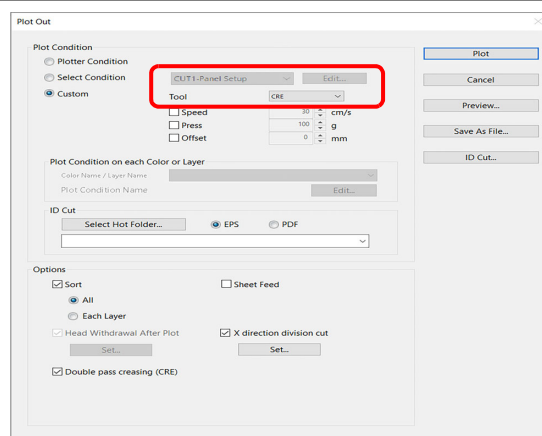 Plot Out
Plot Condition
Plotter Condition
Select Condition CUT1-Panel Setup Edit...
Custom Tool CRE
Speed 30 cm/s
Press 100 g
Offset 0 mm
Plot Condition on each Color or Layer
Color Name / Layer Name
Plot Condition Name Edit...
ID Cut
Select Hot Folder... EPS PDF
Options
Sort Sheet Feed
All
Each Layer
Head Withdrawal After Plot X direction division cut
Set... Set...
Double pass creasing (CRE)
Plot
Cancel
Preview...
Save As File...
ID Cut...